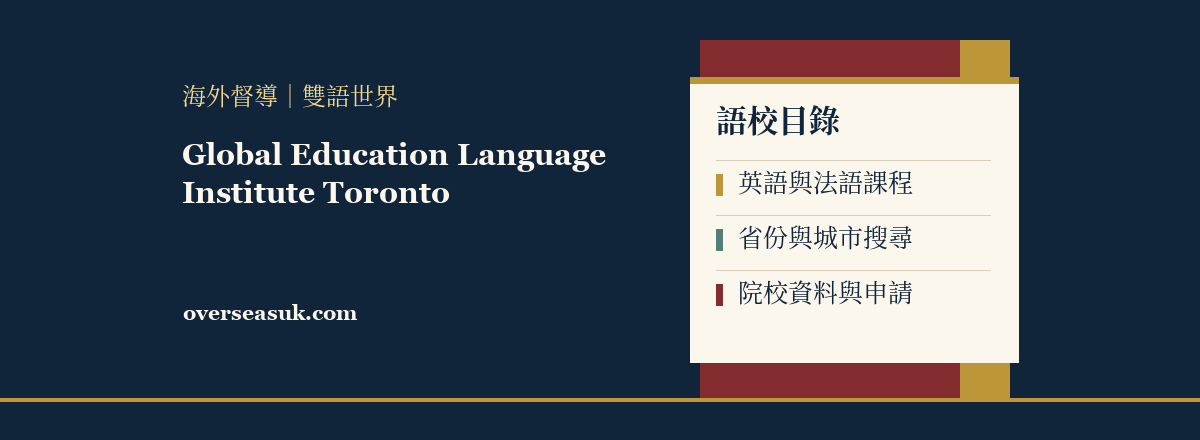 海外督導｜雙語世界
Global Education Language
Institute Toronto
overseasuk.com
語校目錄
英語與法語課程
省份與城市搜尋
院校資料與申請